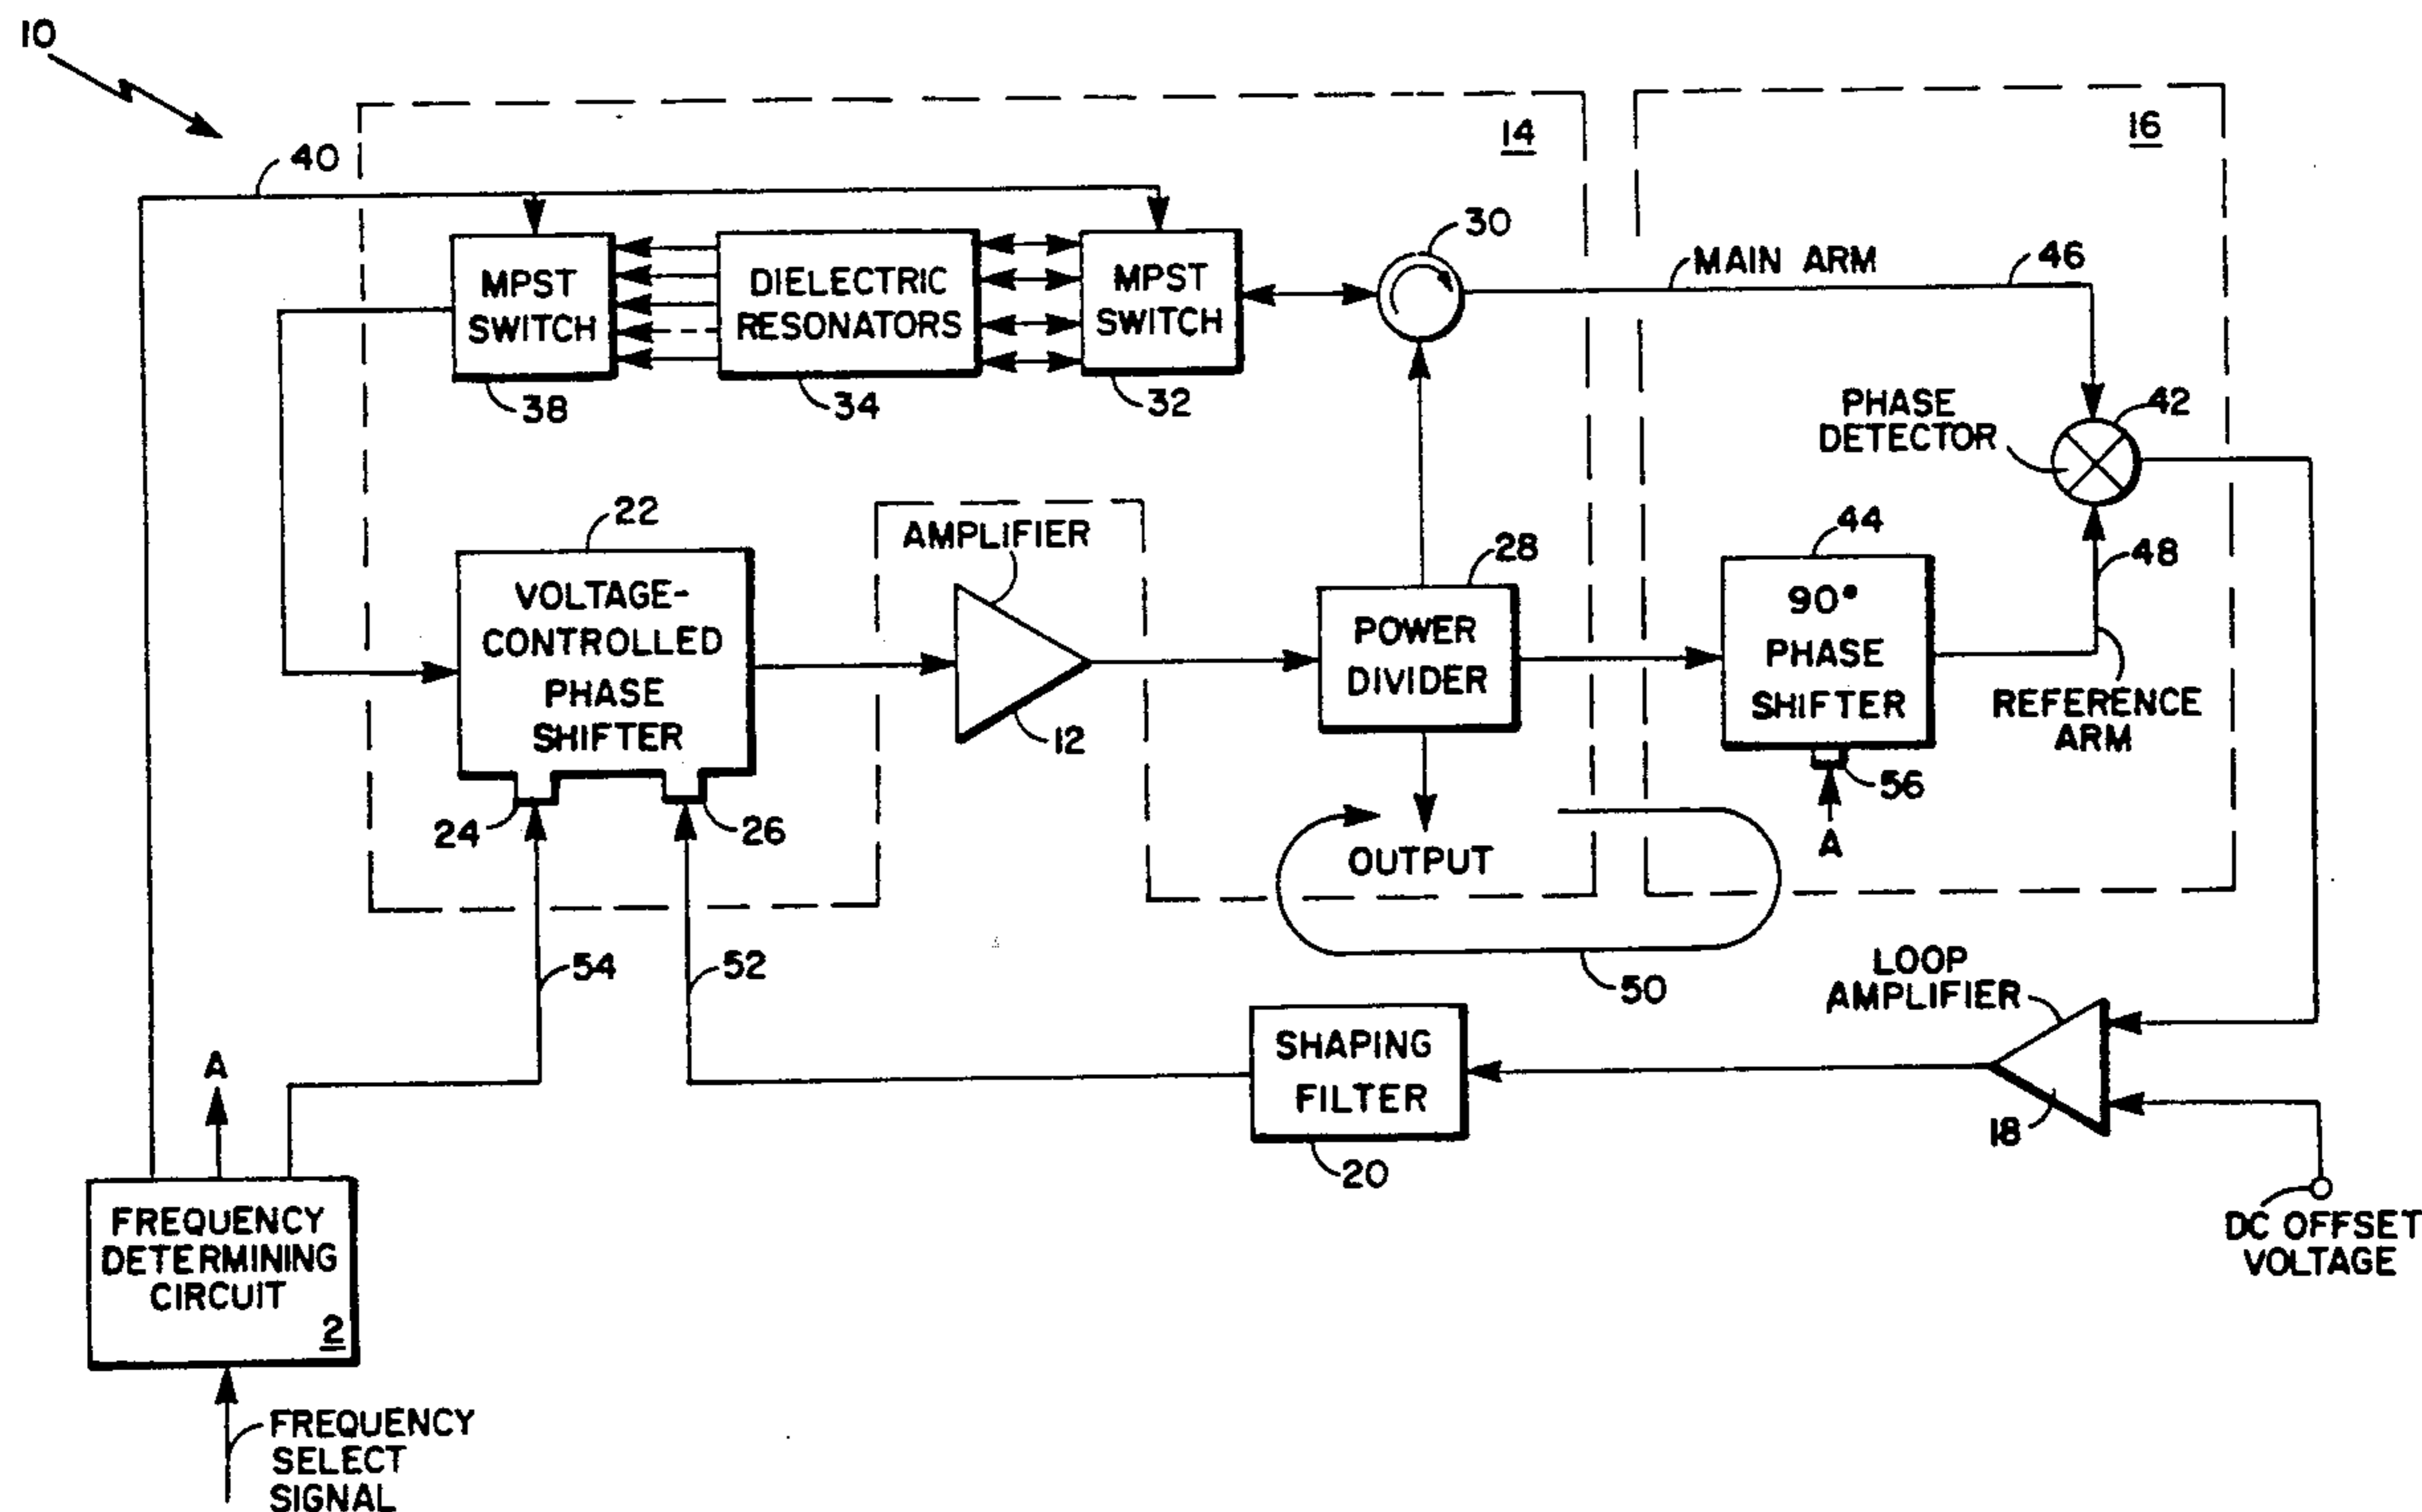 10
14
16
40
30
MAIN ARM
46
MPST
SWITCH
DIELECTRIC
RESONATORS
MPST
SWITCH
38
34
32
PHASE
DETECTOR
42
22
AMPLIFIER
28
44
48
VOLTAGE-
CONTROLLED
PHASE
SHIFTER
POWER
DIVIDER
90°
PHASE
SHIFTER
REFERENCE
ARM
12
24
26
56
A
OUTPUT
54
52
50
LOOP
AMPLIFIER
A
SHAPING
FILTER
18
20
FREQUENCY
DETERMINING
CIRCUIT
2
DC OFFSET
VOLTAGE
FREQUENCY
SELECT
SIGNAL